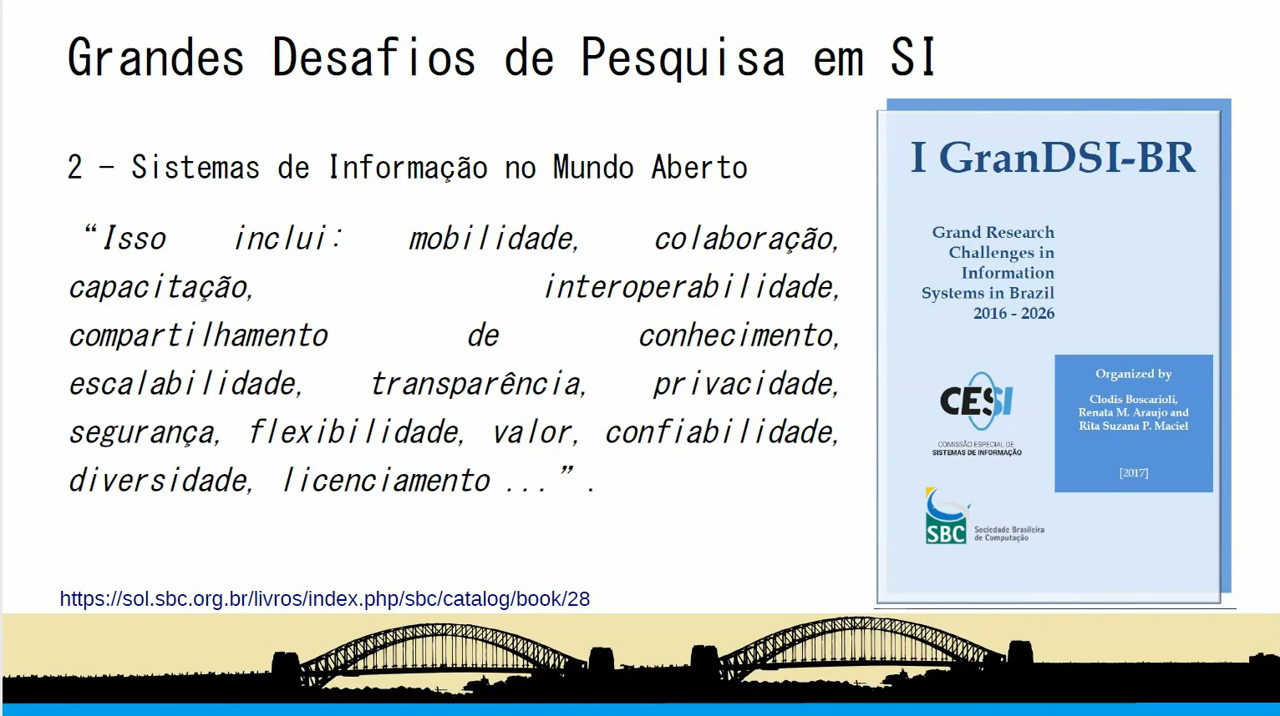 Grandes Desafios de Pesquisa em SI
2 - Sistemas de Informação no Mundo Aberto
“Isso inclui: mobilidade, colaboração,
capacitação, interoperabilidade,
compartilhamento de conhecimento,
escalabilidade, transparência, privacidade,
segurança, flexibilidade, valor, confiabilidade,
diversidade, licenciamento ...”.
https://sol.sbc.org.br/livros/index.php/sbc/catalog/book/28
I GranDSI-BR
Grand Research
Challenges in
Information
Systems in Brazil
2016 - 2026
CESI
COMISSÃO ESPECIAL DE
SISTEMAS DE INFORMAÇÃO
Organized by
Clodis Boscarioli,
Renata M. Araujo and
Rita Suzana P. Maciel
[2017]
SBC
Sociedade Brasileira
de Computação